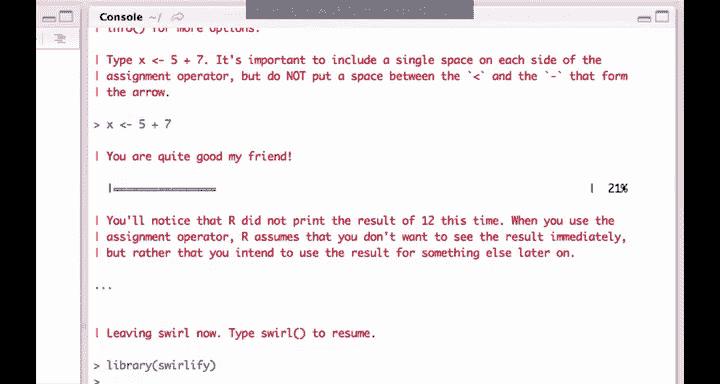 Console ~/
| info() for more options.
| Type x <- 5 + 7. It's important to include a single space on each side of the
| assignment operator, but do NOT put a space between the `<` and the `-` that form
| the arrow.
> x <- 5 + 7
| You are quite good my friend!
| | 21%
| You'll notice that R did not print the result of 12 this time. When you use the
| assignment operator, R assumes that you don't want to see the result immediately,
| but rather that you intend to use the result for something else later on.
...
| Leaving swirl now. Type swirl() to resume.
> library(swirlify)
>